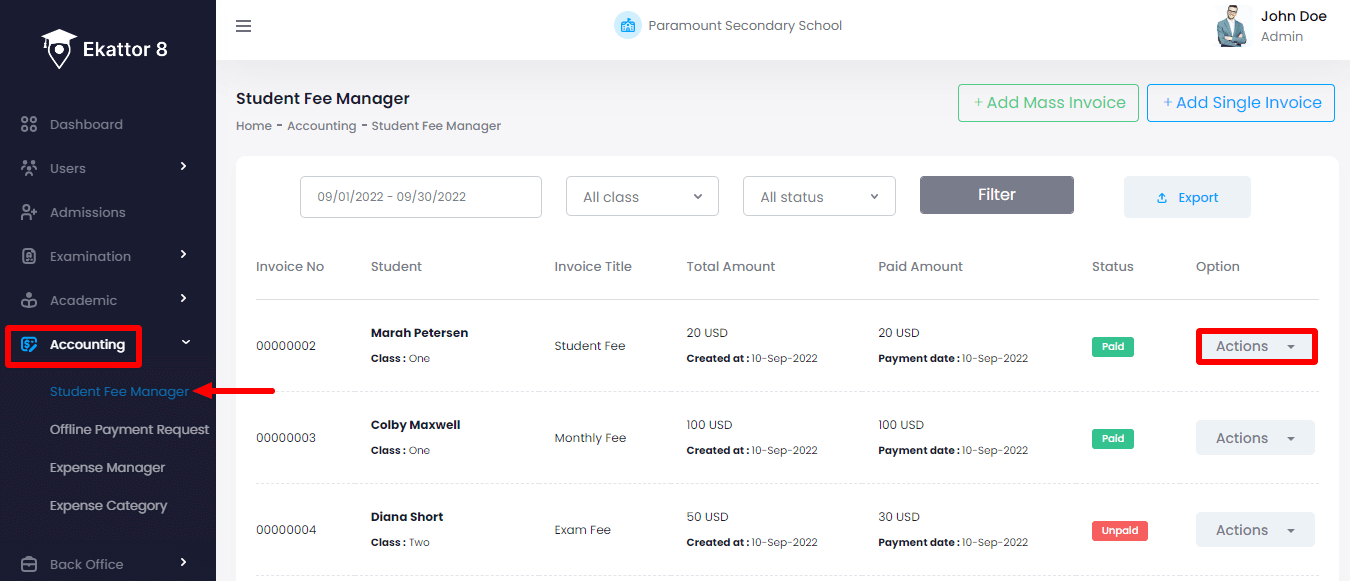 Ekattor 8
Paramount Secondary School
John Doe
Admin
Dashboard
Users
Admissions
Examination
Academic
Accounting
Student Fee Manager
Offline Payment Request
Expense Manager
Expense Category
Back Office
Student Fee Manager
Home - Accounting - Student Fee Manager
+ Add Mass Invoice
+ Add Single Invoice
09/01/2022 - 09/30/2022
All class
All status
Filter
Export
Invoice No Student Invoice Title Total Amount Paid Amount Status Option
00000002
Marah Petersen
Class : One
Student Fee
20 USD
Created at : 10-Sep-2022
20 USD
Payment date : 10-Sep-2022
Paid
Actions
00000003
Colby Maxwell
Class : One
Monthly Fee
100 USD
Created at : 10-Sep-2022
100 USD
Payment date : 10-Sep-2022
Paid
Actions
00000004
Diana Short
Class : Two
Exam Fee
50 USD
Created at : 10-Sep-2022
30 USD
Payment date : 10-Sep-2022
Unpaid
Actions